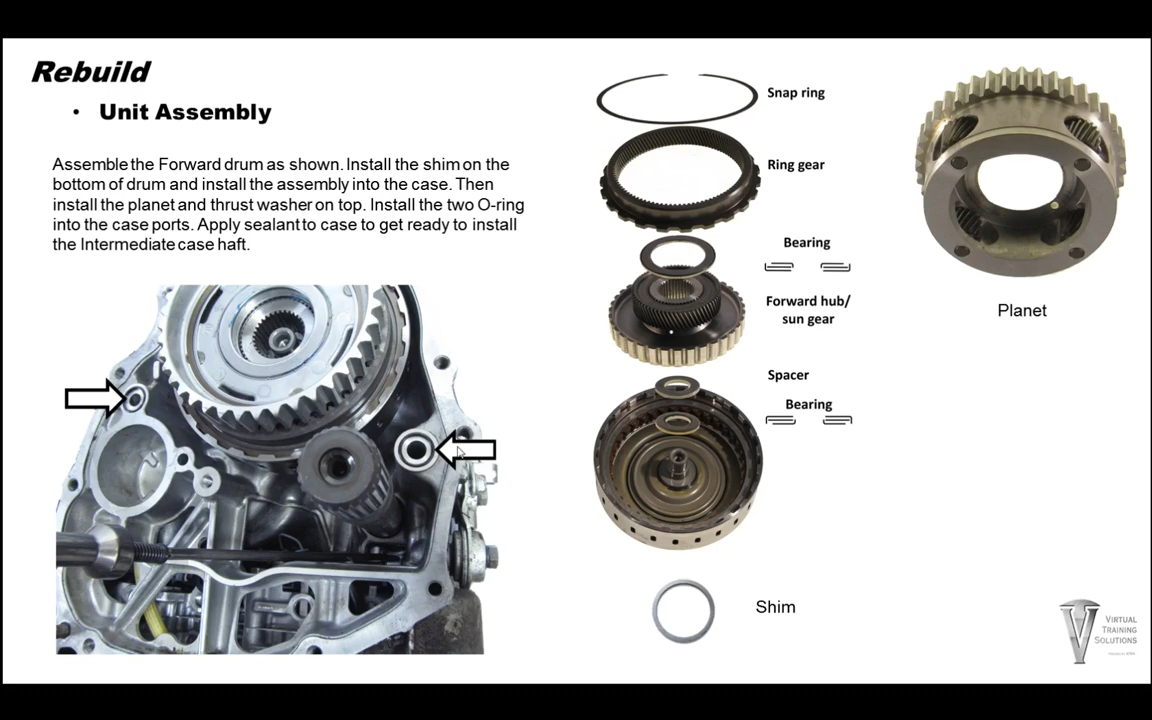 Rebuild
• Unit Assembly
Assemble the Forward drum as shown. Install the shim on the
bottom of drum and install the assembly into the case. Then
install the planet and thrust washer on top. Install the two O-ring
into the case ports. Apply sealant to case to get ready to install
the Intermediate case haft.
Snap ring
Ring gear
Bearing
Forward hub/
sun gear
Spacer
Bearing
Shim
Planet
VIRTUAL
TRAINING
SOLUTIONS